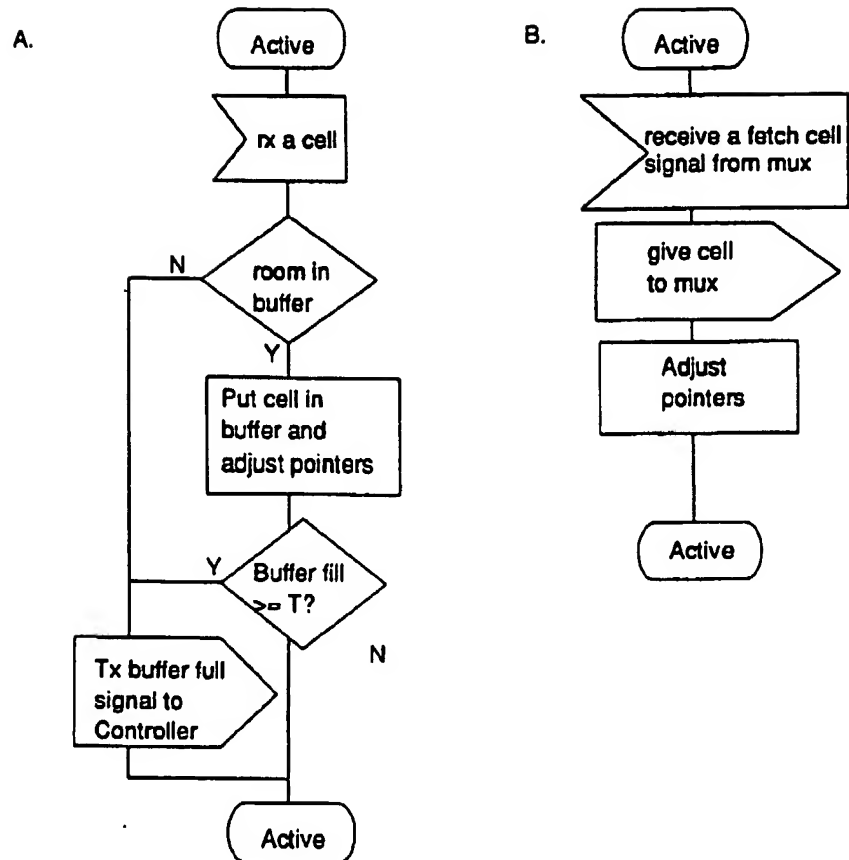 A.
Active
rx a cell
N
room in
buffer
Y
Put cell in
buffer and
adjust pointers
Y
Buffer fill
>= T?
N
Tx buffer full
signal to
Controller
Active
B.
Active
receive a fetch cell
signal from mux
give cell
to mux
Adjust
pointers
Active